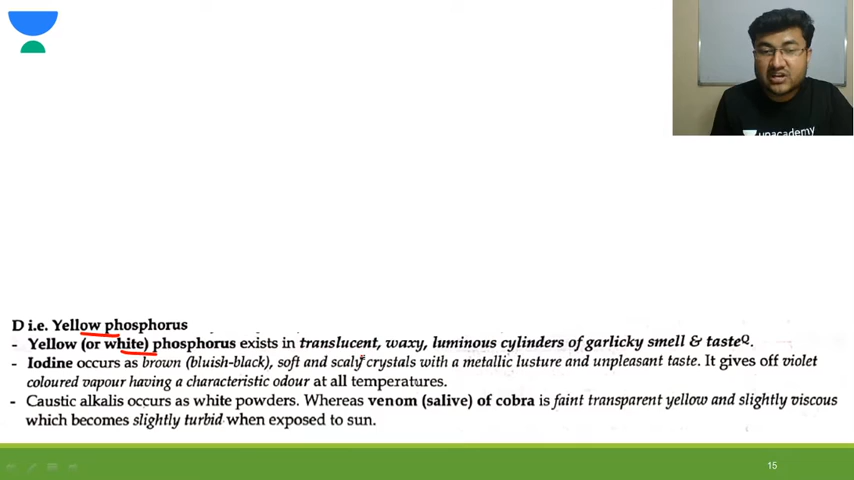 unacademy
D i.e. Yellow phosphorus
- Yellow (or white) phosphorus exists in translucent, waxy, luminous cylinders of garlicky smell & tasteQ.
- Iodine occurs as brown (bluish-black), soft and scaly crystals with a metallic lusture and unpleasant taste. It gives off violet
coloured vapour having a characteristic odour at all temperatures.
- Caustic alkalis occurs as white powders. Whereas venom (salive) of cobra is faint transparent yellow and slightly viscous
which becomes slightly turbid when exposed to sun.
15